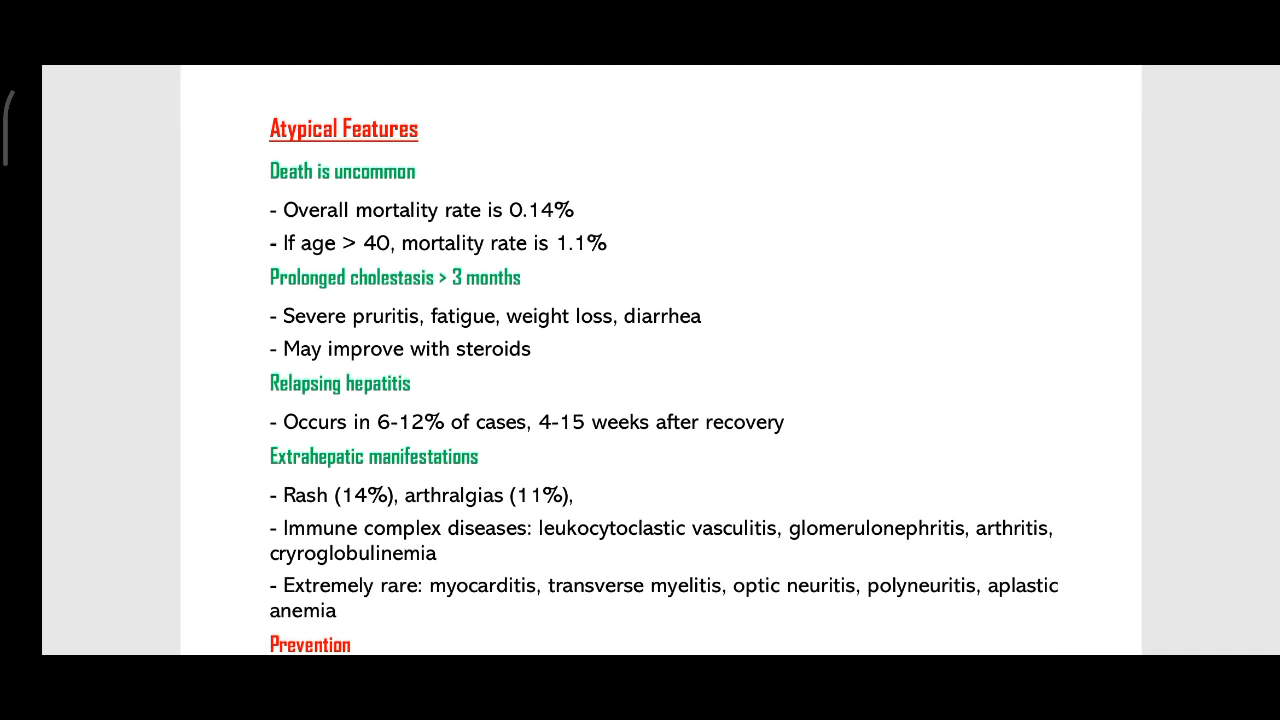 Atypical Features
Death is uncommon
- Overall mortality rate is 0.14%
- If age > 40, mortality rate is 1.1%
Prolonged cholestasis > 3 months
- Severe pruritis, fatigue, weight loss, diarrhea
- May improve with steroids
Relapsing hepatitis
- Occurs in 6-12% of cases, 4-15 weeks after recovery
Extrahepatic manifestations
- Rash (14%), arthralgias (11%),
- Immune complex diseases: leukocytoclastic vasculitis, glomerulonephritis, arthritis,
cryroglobulinemia
- Extremely rare: myocarditis, transverse myelitis, optic neuritis, polyneuritis, aplastic
anemia
Prevention